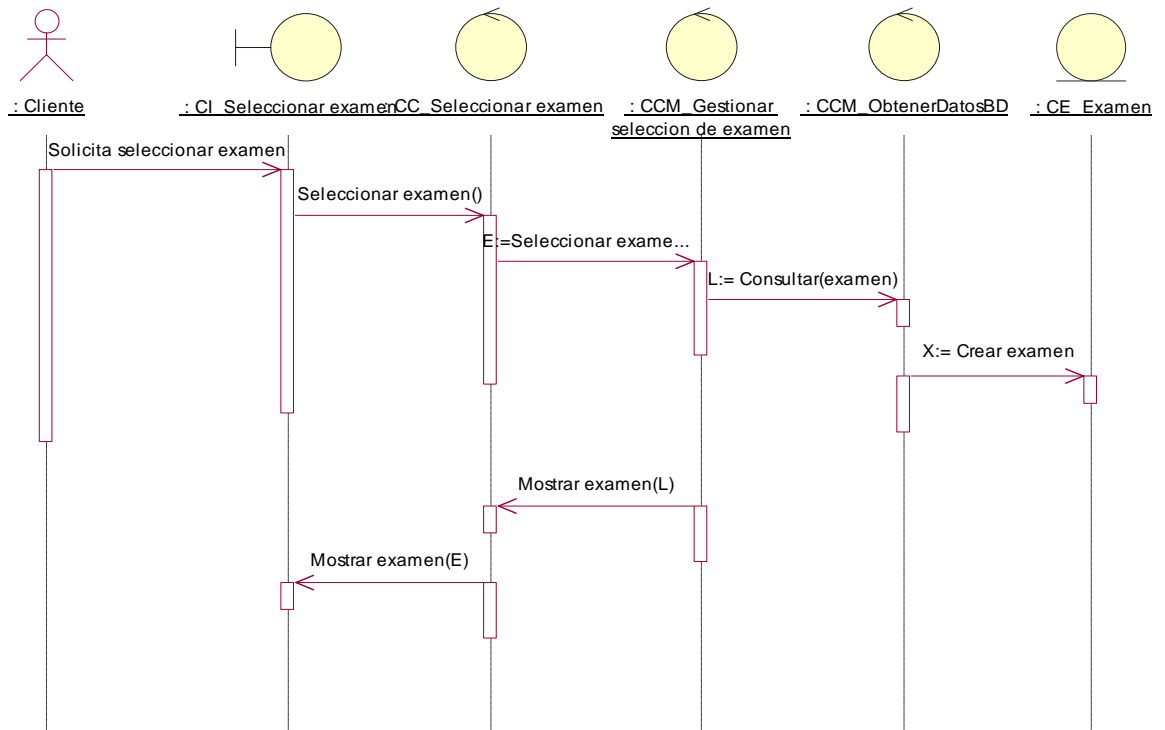 : Cliente
: CI_Seleccionar examen
: CC_Seleccionar examen
: CCM_Gestionar
seleccion de examen
: CCM_ObtenerDatosBD
: CE_Examen
Solicita seleccionar examen
Seleccionar examen()
E:=Seleccionar exame...
L:= Consultar(examen)
X:= Crear examen
Mostrar examen(L)
Mostrar examen(E)